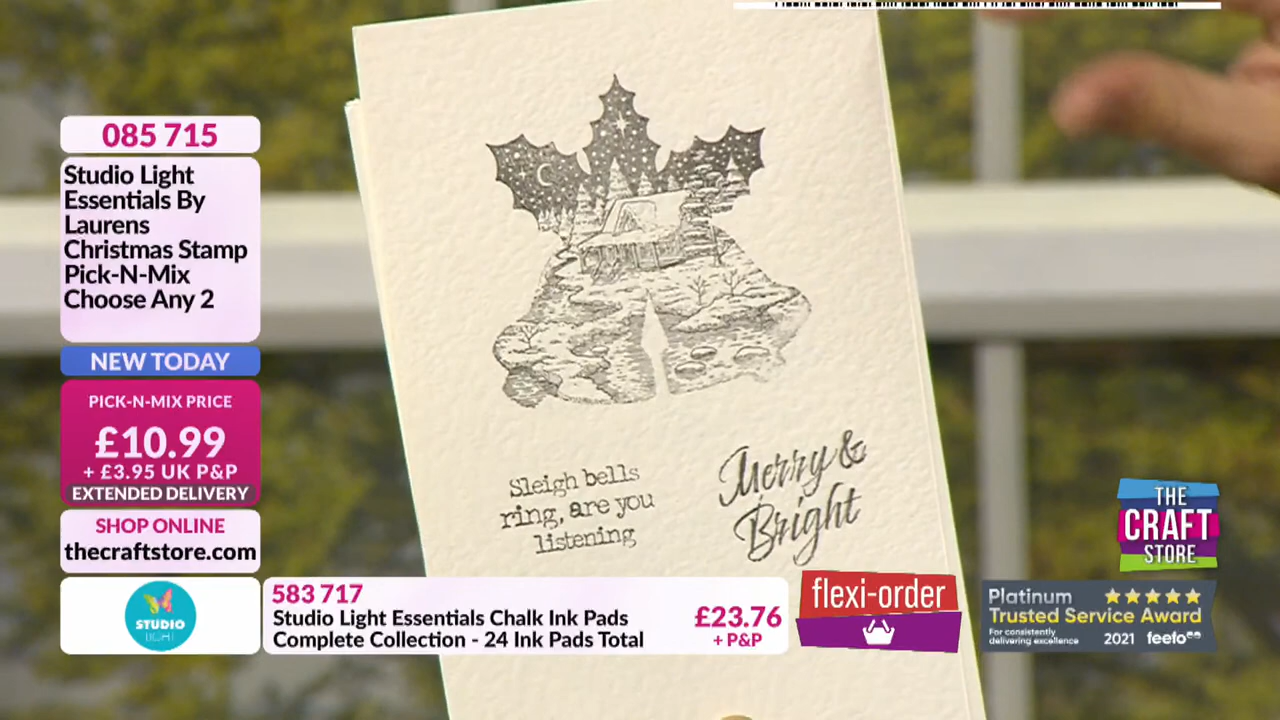 085 715
Studio Light
Essentials By
Laurens
Christmas Stamp
Pick-N-Mix
Choose Any 2
NEW TODAY
PICK-N-MIX PRICE
£10.99
+ £3.95 UK P&P
EXTENDED DELIVERY
SHOP ONLINE
thecraftstore.com
STUDIO
LIGHT
583 717
Studio Light Essentials Chalk Ink Pads
Complete Collection - 24 Ink Pads Total
£23.76
+ P&P
flexi-order
Sleigh bells
ring, are you
listening
Merry &
Bright
THE
CRAFT
STORE
Platinum
Trusted Service Award
For consistently
delivering excellence
2021 feefo